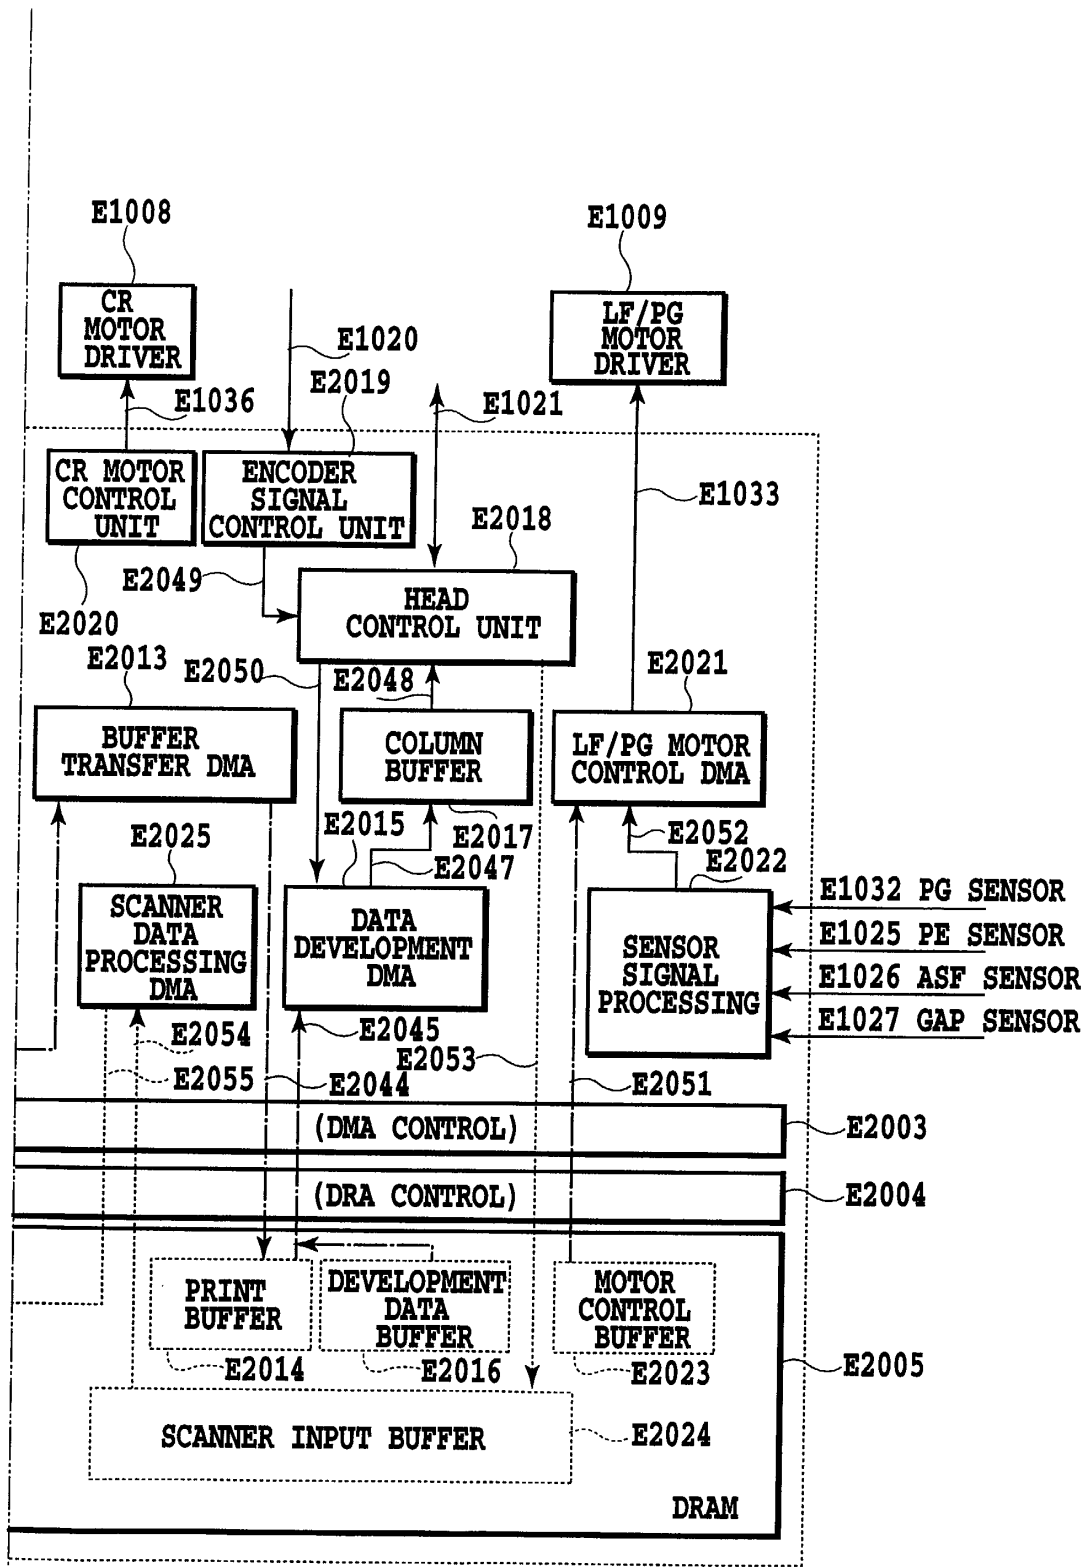 E1008
E1009
CR
MOTOR
DRIVER
LF/PG
MOTOR
DRIVER
E1020
E2019
E1036
E1021
CR MOTOR
CONTROL
UNIT
ENCODER
SIGNAL
CONTROL UNIT
E1033
E2018
E2049
HEAD
CONTROL UNIT
E2020
E2013
E2050
E2048
E2021
BUFFER
TRANSFER DMA
COLUMN
BUFFER
LF/PG MOTOR
CONTROL DMA
E2025
E2015
E2017
E2047
E2052
E2022
SCANNER
DATA
PROCESSING
DMA
DATA
DEVELOPMENT
DMA
SENSOR
SIGNAL
PROCESSING
E1032 PG SENSOR
E1025 PE SENSOR
E1026 ASF SENSOR
E1027 GAP SENSOR
E2054
E2045
E2053
E2055
E2044
E2051
(DMA CONTROL)
E2003
(DRA CONTROL)
E2004
PRINT
BUFFER
DEVELOPMENT
DATA
BUFFER
MOTOR
CONTROL
BUFFER
E2014
E2016
E2023
E2005
SCANNER INPUT BUFFER
E2024
DRAM